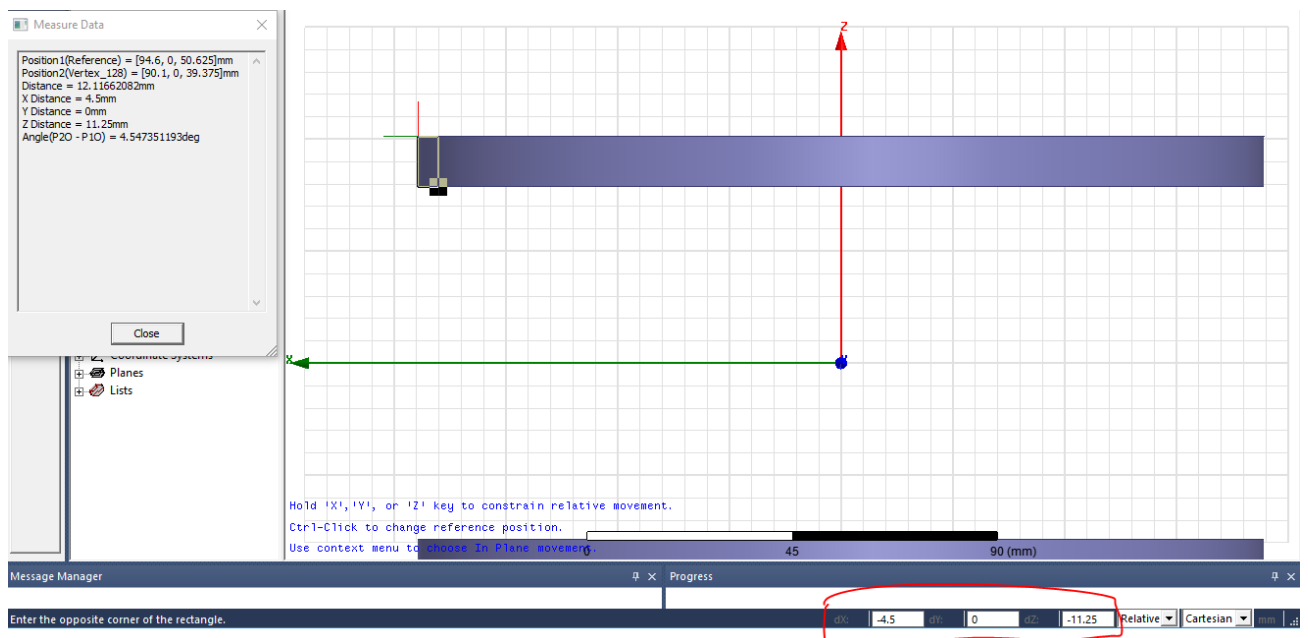 Measure Data
Position1(Reference) = [94.6, 0, 50.625]mm
Position2(Vertex_128) = [90.1, 0, 39.375]mm
Distance = 12.11662082mm
X Distance = 4.5mm
Y Distance = 0mm
Z Distance = 11.25mm
Angle(P2O - P1O) = 4.547351193deg
Close
Coordinate Systems
Planes
Lists
Z
X
Hold 'X','Y', or 'Z' key to constrain relative movement.
Ctrl-Click to change reference position.
Use context menu to choose In Plane movement.
0 45 90 (mm)
Message Manager
Progress
Enter the opposite corner of the rectangle.
dX: -4.5 dY: 0 dZ: -11.25 Relative Cartesian mm